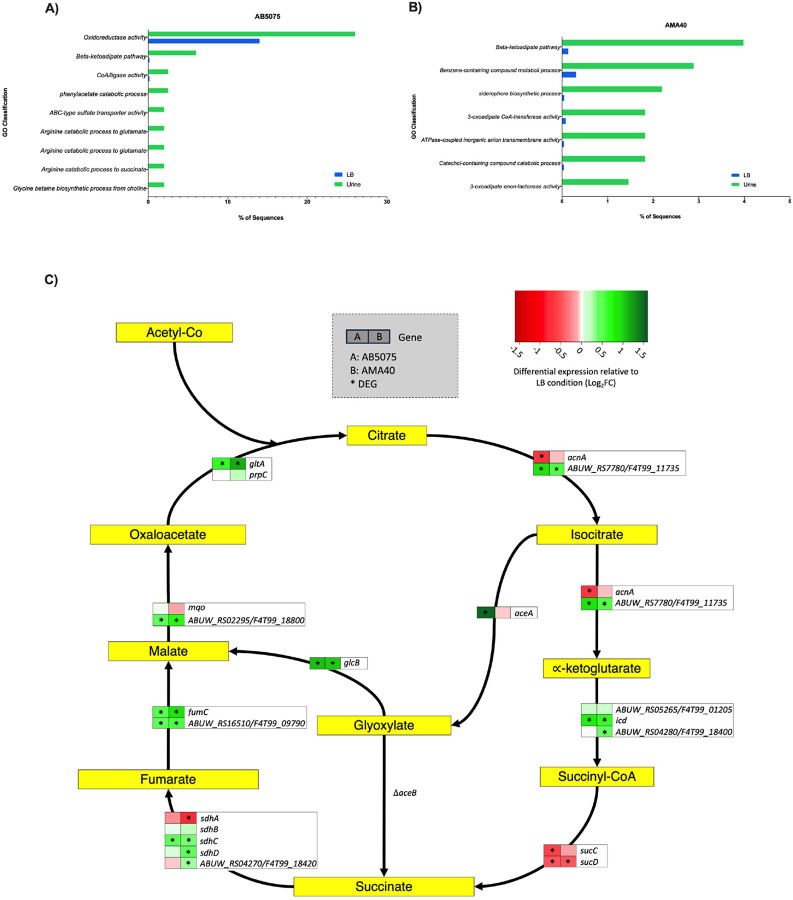 A)
AB5075
GO Classification
Oxidoreductase activity
Beta-ketoadipate pathway
CoA/ligase activity
phenylacetate catabolic process
ABC-type sulfate transporter activity
Arginine catabolic process to glutamate
Arginine catabolic process to glutamate
Arginine catabolic process to succinate
Glycine betaine biosynthetic process from choline
LB
Urine
0 10 20 30
% of Sequences
B)
AMA40
GO Classification
Beta-ketoadipate pathway
Benzene-containing compound metaboli process
siderophore biosynthetic process
3-oxoadipate CoA-transferase activity
ATPase-coupled inorganic anion transmembrane activity
Catechol-containing compound catabolic process
3-oxoadipate enon-lactonase activity
LB
Urine
0 1 2 3 4 5
% of Sequences
C)
Acetyl-Co
A B Gene
A: AB5075
B: AMA40
* DEG
-1.5 -1 -0.5 0 0.5 1 1.5
Differential expression relative to
LB condition (Log2FC)
Citrate
* * gltA
prpC
* acnA
* * ABUW_RS7780/F4T99_11735
Oxaloacetate
Isocitrate
mqo
* * ABUW_RS02295/F4T99_18800
* aceA
* acnA
* * ABUW_RS7780/F4T99_11735
Malate
* * glcB
∝-ketoglutarate
* * fumC
* * ABUW_RS16510/F4T99_09790
Glyoxylate
ABUW_RS05265/F4T99_01205
* * icd
* ABUW_RS04280/F4T99_18400
Fumarate
Succinyl-CoA
ΔaceB
* sdhA
sdhB
* * sdhC
* sdhD
* ABUW_RS04270/F4T99_18420
* sucC
* * sucD
Succinate